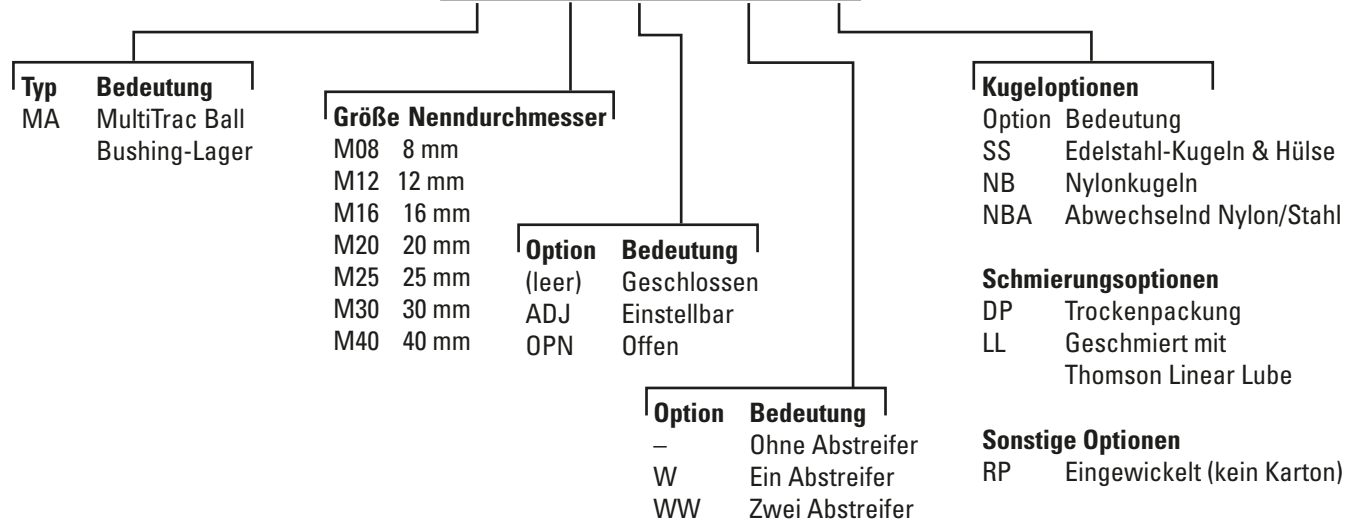 Typ Bedeutung
MA MultiTrac Ball
Bushing-Lager
Größe Nenndurchmesser
M08 8 mm
M12 12 mm
M16 16 mm
M20 20 mm
M25 25 mm
M30 30 mm
M40 40 mm
Option Bedeutung
(leer) Geschlossen
ADJ Einstellbar
OPN Offen
Option Bedeutung
– Ohne Abstreifer
W Ein Abstreifer
WW Zwei Abstreifer
Kugeloptionen
Option Bedeutung
SS Edelstahl-Kugeln & Hülse
NB Nylonkugeln
NBA Abwechselnd Nylon/Stahl
Schmierungsoptionen
DP Trockenpackung
LL Geschmiert mit
Thomson Linear Lube
Sonstige Optionen
RP Eingewickelt (kein Karton)